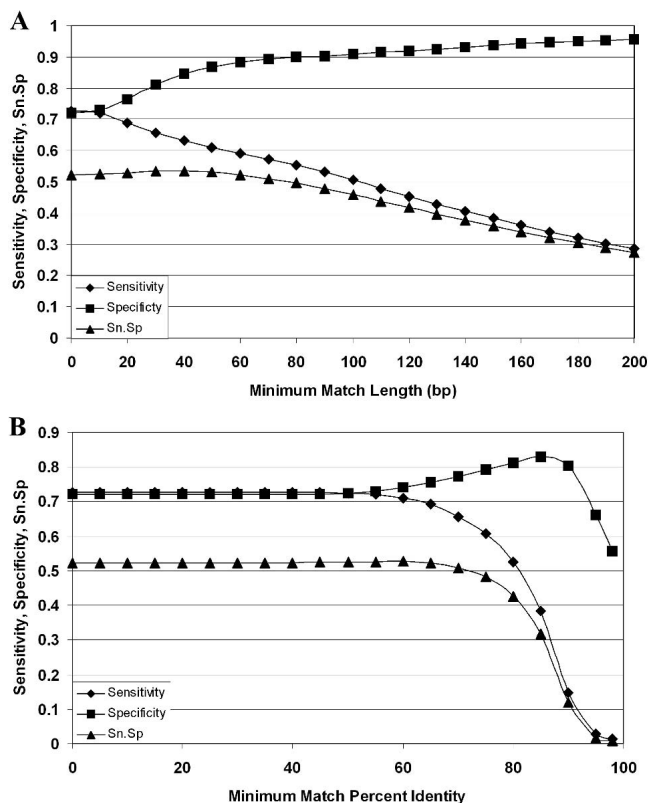 A
Sensitivity, Specificity, Sn.Sp
1
0.9
0.8
0.7
0.6
0.5
0.4
0.3
0.2
0.1
0
Sensitivity
Specificty
Sn.Sp
0 20 40 60 80 100 120 140 160 180 200
Minimum Match Length (bp)
B
Sensitivity, Specificity, Sn.Sp
0.9
0.8
0.7
0.6
0.5
0.4
0.3
0.2
0.1
0
Sensitivity
Specificity
Sn.Sp
0 20 40 60 80 100
Minimum Match Percent Identity